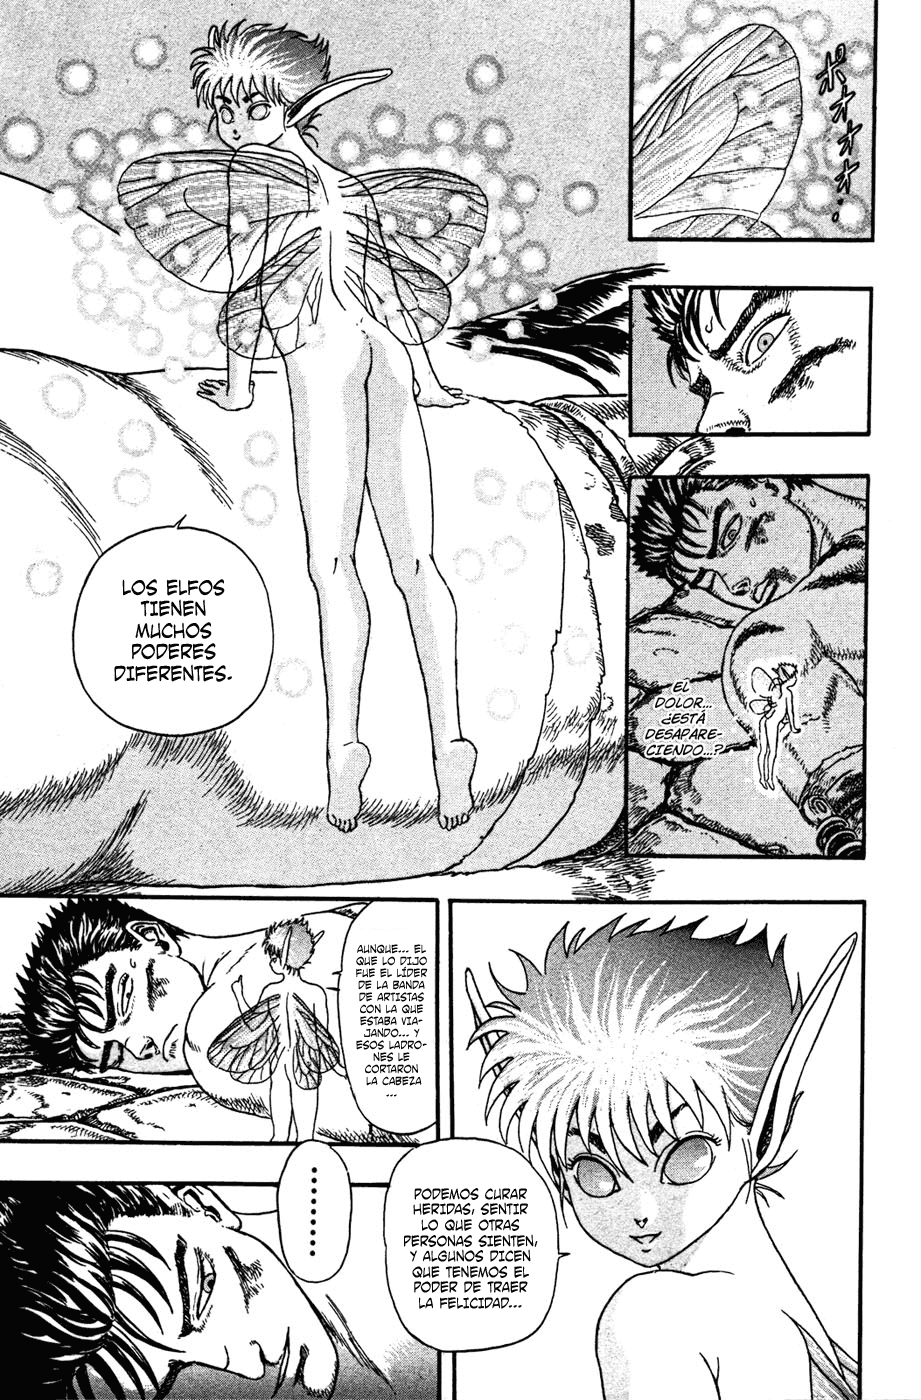 ポオオオ…
EL
DOLOR...
¿ESTÁ
DESAPARE-
CIENDO...?
LOS ELFOS
TIENEN
MUCHOS
PODERES
DIFERENTES.
PODEMOS CURAR
HERIDAS, SENTIR
LO QUE OTRAS
PERSONAS SIENTEN,
Y ALGUNOS DICEN
QUE TENEMOS EL
PODER DE TRAER
LA FELICIDAD...
AUNQUE... EL
QUE LO DIJO
FUE EL LÍDER DE
LA BANDA DE
DE ARTISTAS
CON LA QUE
ESTABA VIA-
JANDO... Y
ESOS LADRO-
NES LE
CORTARON
LA CABEZA
...
........